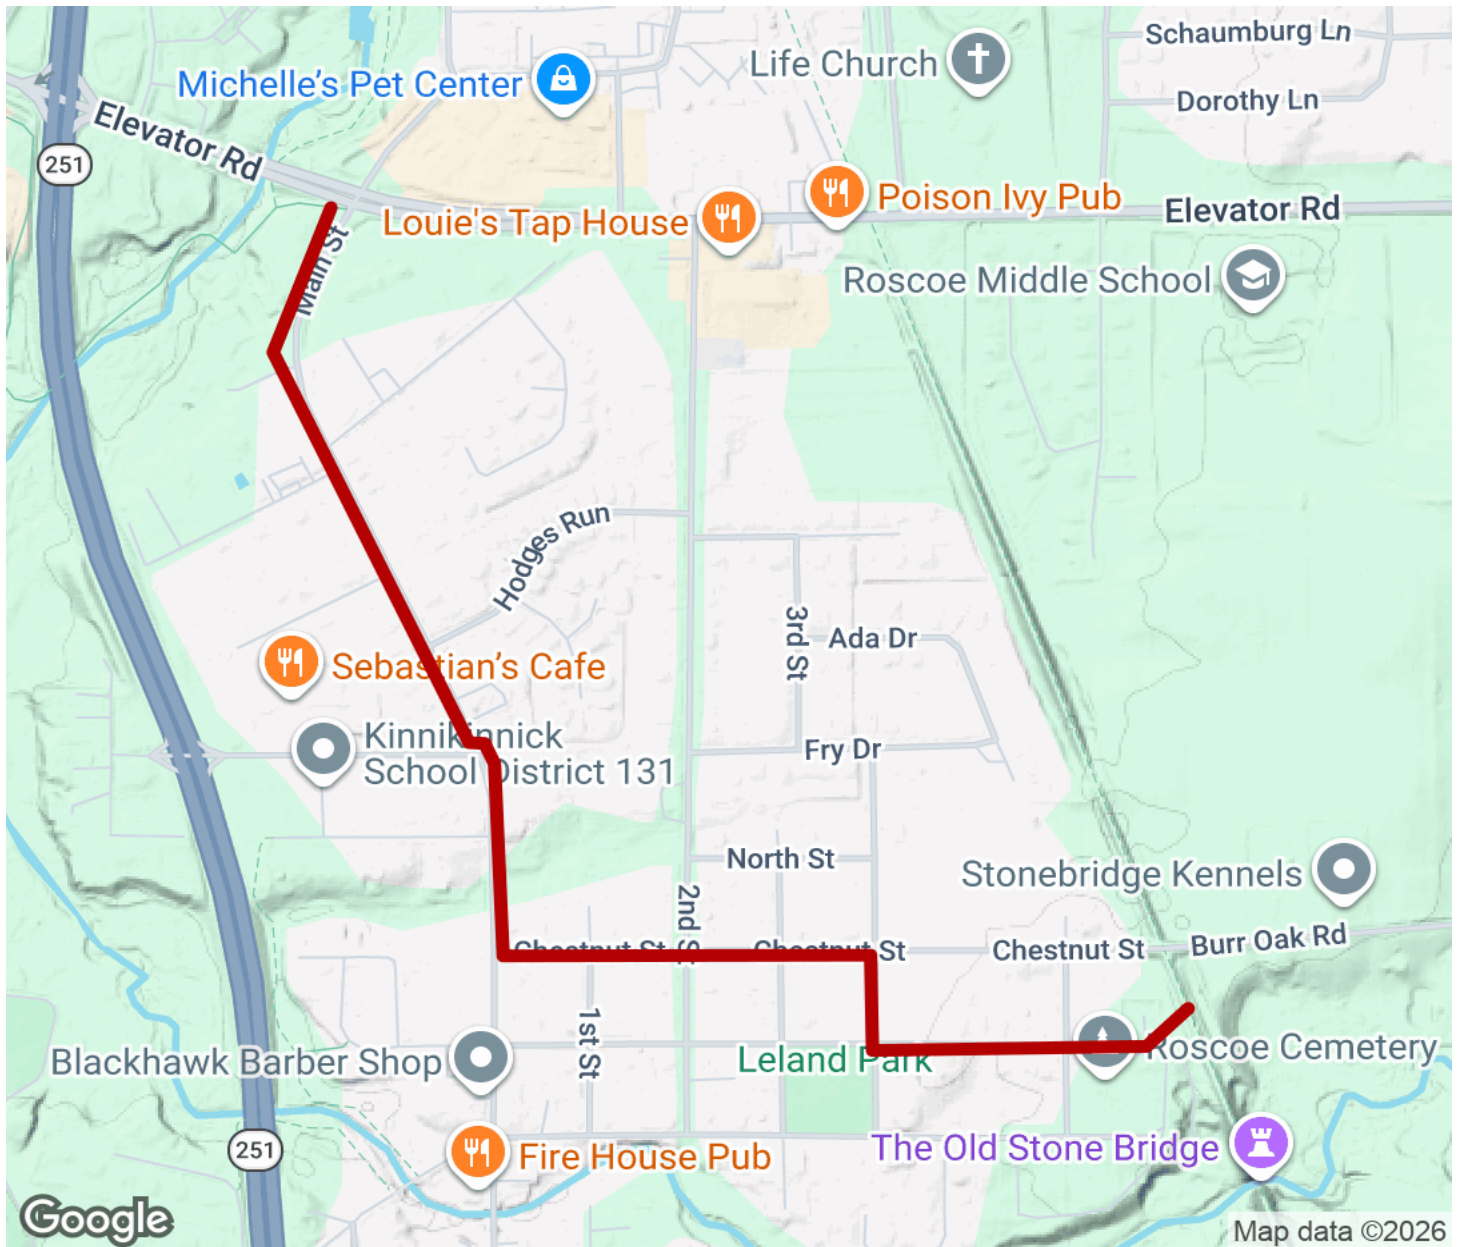 Schaumburg Ln
Life Church
Michelle's Pet Center
Dorothy Ln
Elevator Rd
251
Poison Ivy Pub
Louie's Tap House
Elevator Rd
Main St
Roscoe Middle School
Hodges Run
3rd St
Ada Dr
Sebastian's Cafe
Kinnikinnick
School District 131
Fry Dr
North St
Stonebridge Kennels
2nd St
Chestnut St
Chestnut St
Chestnut St
Burr Oak Rd
1st St
Blackhawk Barber Shop
Leland Park
Roscoe Cemetery
251
Fire House Pub
The Old Stone Bridge
Google
Map data ©2026